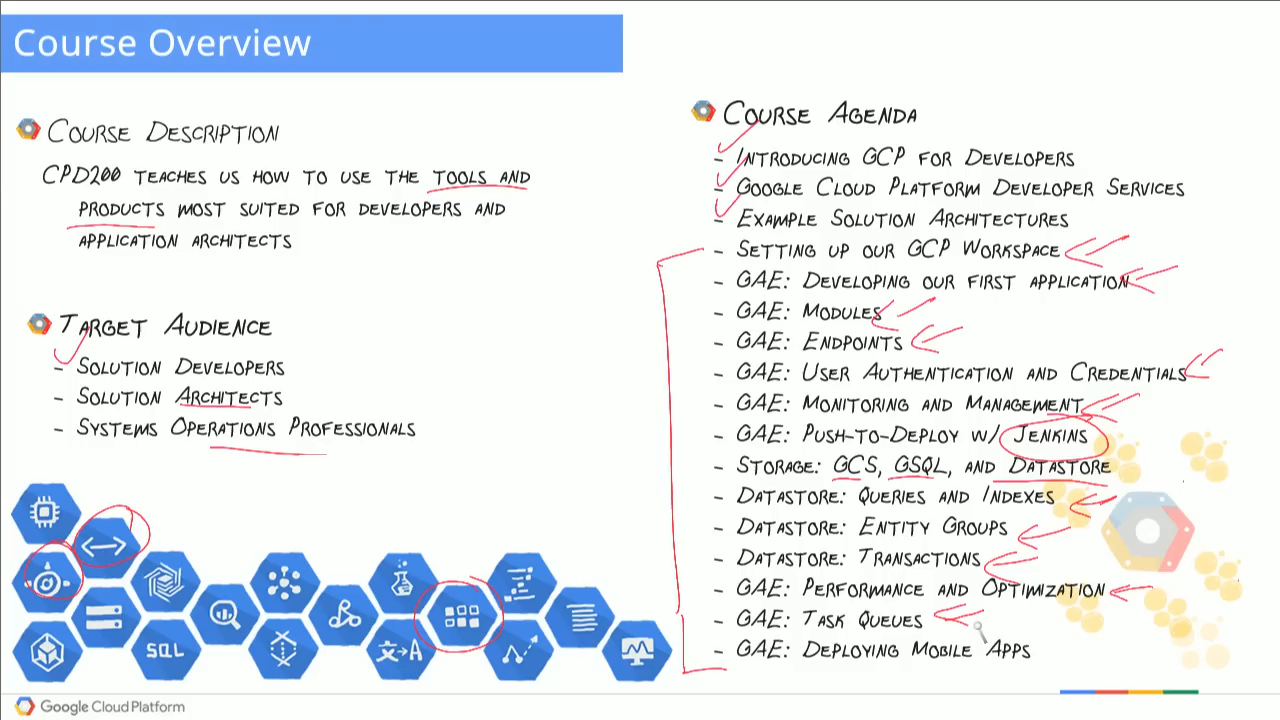 Course Overview
Course Description
CPD200 teaches us how to use the tools and
products most suited for developers and
application architects
Target Audience
- Solution Developers
- Solution Architects
- Systems Operations Professionals
SQL
文→A
Course Agenda
- Introducing GCP for Developers
- Google Cloud Platform Developer Services
- Example Solution Architectures
- Setting up our GCP Workspace
- GAE: Developing our first application
- GAE: Modules
- GAE: Endpoints
- GAE: User Authentication and Credentials
- GAE: Monitoring and Management
- GAE: Push-to-Deploy w/ Jenkins
- Storage: GCS, GSQL, and Datastore
- Datastore: Queries and Indexes
- Datastore: Entity Groups
- Datastore: Transactions
- GAE: Performance and Optimization
- GAE: Task Queues
- GAE: Deploying Mobile Apps
Google Cloud Platform